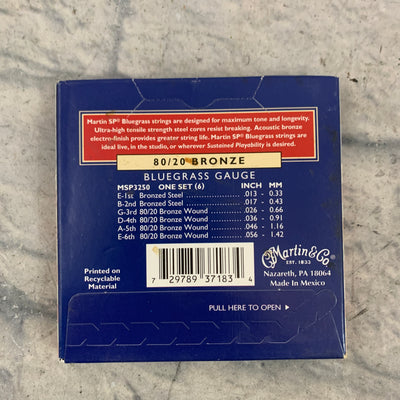 Martin SP® Bluegrass strings are designed for maximum tone and longevity.
Ultra-high tensile strength steel cores resist breaking. Acoustic bronze
electro-finish provides greater string life. Martin SP Bluegrass strings are
ideal live, in the studio, or wherever Sustained Playability is desired.
80/20 BRONZE
BLUEGRASS GAUGE
MSP3250 ONE SET (6) INCH MM
E-1st Bronzed Steel .013 - 0.33
B-2nd Bronzed Steel .017 - 0.43
G-3rd 80/20 Bronze Wound .026 - 0.66
D-4th 80/20 Bronze Wound .036 - 0.91
A-5th 80/20 Bronze Wound .046 - 1.16
E-6th 80/20 Bronze Wound .056 - 1.42
Printed on
Recyclable
Material
7 29789 37183 4
Martin & Co.
EST. 1833
Nazareth, PA 18064
Made In Mexico
PULL HERE TO OPEN